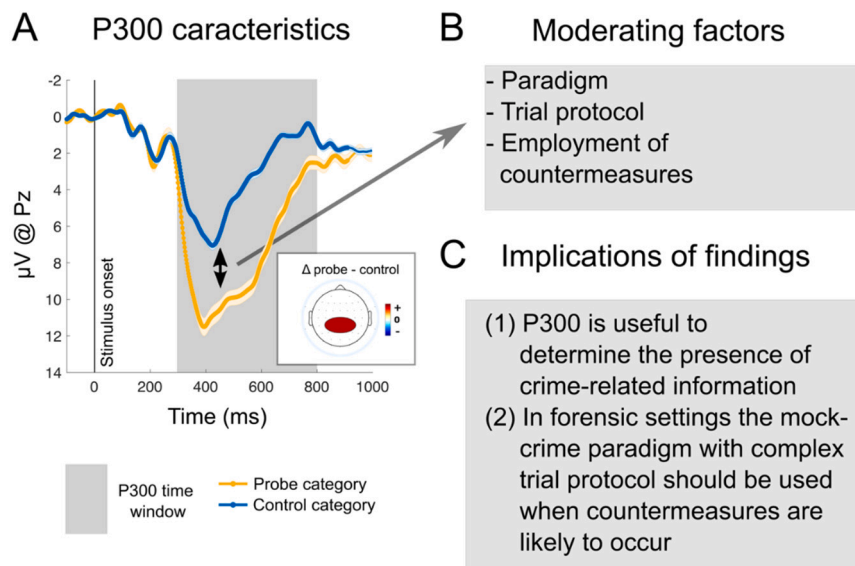 A
P300 caracteristics
-2
0
2
4
6
8
10
12
14
µV @ Pz
Stimulus onset
0
200
400
600
800
1000
Time (ms)
Δ probe - control
+
0
-
P300 time
window
Probe category
Control category
B
Moderating factors
- Paradigm
- Trial protocol
- Employment of
countermeasures
C
Implications of findings
(1) P300 is useful to
determine the presence of
crime-related information
(2) In forensic settings the mock-
crime paradigm with complex
trial protocol should be used
when countermeasures are
likely to occur